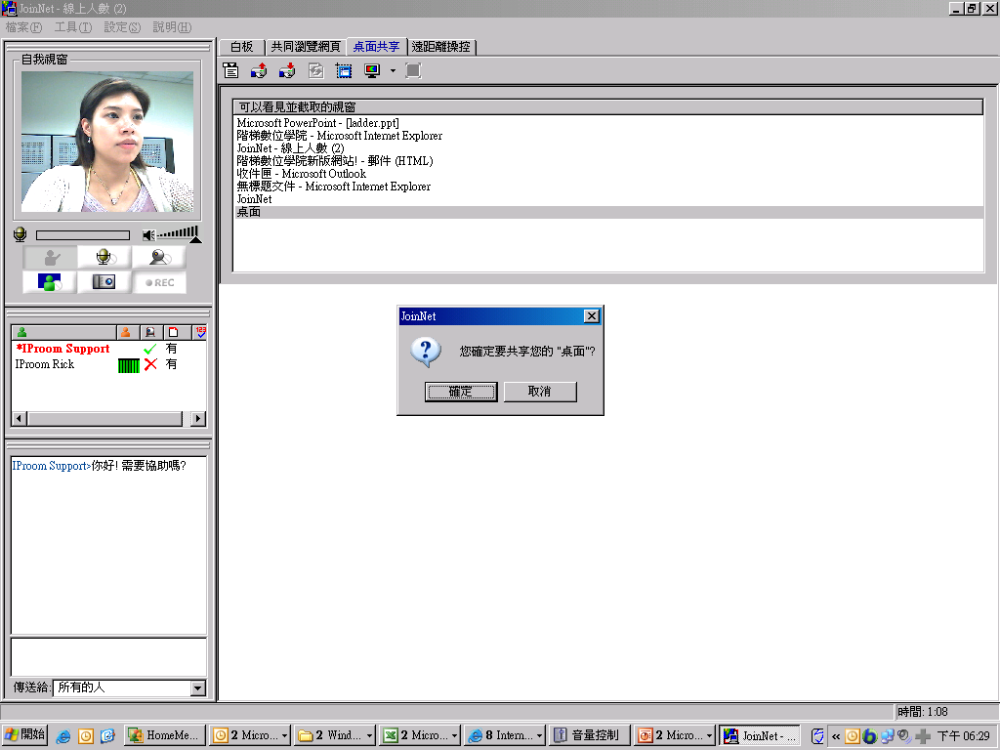 JoinNet - 線上人數 (2)
檔案(F) 工具(T) 設定(S) 說明(H)
自我視窗
REC
*IProom Support 有
IProom Rick 有
IProom Support>你好! 需要協助嗎?
傳送給: 所有的人
白板 共同瀏覽網頁 桌面共享 遠距離操控
可以看見並截取的視窗
Microsoft PowerPoint - [ladder.ppt]
階梯數位學院 - Microsoft Internet Explorer
JoinNet - 線上人數 (2)
階梯數位學院新版網站! - 郵件 (HTML)
收件匣 - Microsoft Outlook
無標題文件 - Microsoft Internet Explorer
JoinNet
桌面
JoinNet
您確定要共享您的 "桌面"?
確定 取消
時間: 1:08
開始 HomeMe... 2 Micro... 2 Wind... 2 Micro... 8 Intern... 音量控制 2 Micro... JoinNet - ... « 下午 06:29